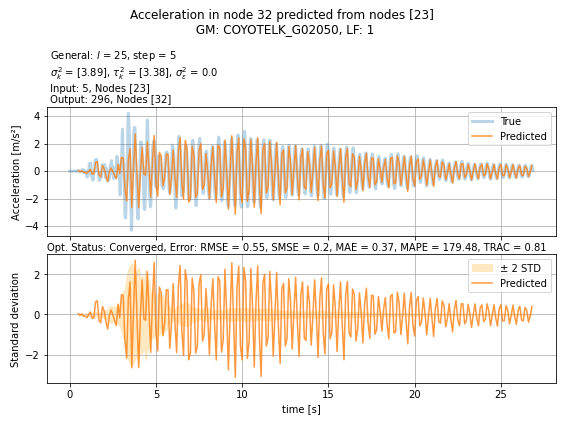 Acceleration in node 32 predicted from nodes [23]
GM: COYOTELK_G02050, LF: 1
General: l = 25, step = 5
σ²ₖ = [3.89], τ²ₖ = [3.38], σ²ε = 0.0
Input: 5, Nodes [23]
Output: 296, Nodes [32]
Acceleration [m/s²]
4
2
0
−2
−4
True
Predicted
Opt. Status: Converged, Error: RMSE = 0.55, SMSE = 0.2, MAE = 0.37, MAPE = 179.48, TRAC = 0.81
Standard deviation
2
0
−2
± 2 STD
Predicted
0 5 10 15 20 25
time [s]